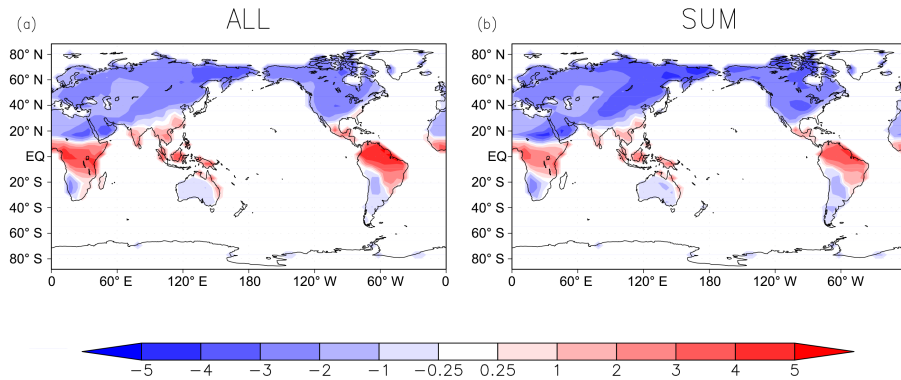 (a) ALL (b) SUM
80° N 80° N
60° N 60° N
40° N 40° N
20° N 20° N
EQ EQ
20° S 20° S
40° S 40° S
60° S 60° S
80° S 80° S
0 60° E 120° E 180 120° W 60° W 0 0 60° E 120° E 180 120° W 60° W
-5 -4 -3 -2 -1 -0.25 0.25 1 2 3 4 5